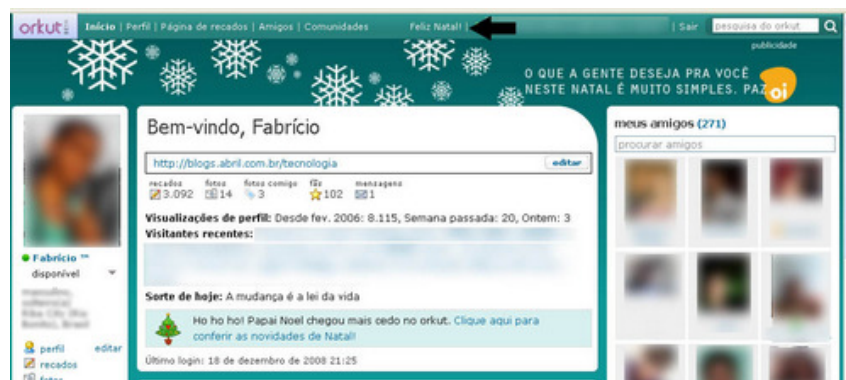 orkut Início | Perfil | Página de recados | Amigos | Comunidades Feliz Natal! | | Sair pesquisa do orkut
publicidade
O QUE A GENTE DESEJA PRA VOCÊ
NESTE NATAL É MUITO SIMPLES. PAZ
oi
Bem-vindo, Fabrício
http://blogs.abril.com.br/tecnologia editar
recados fotos fotos comigo fãs mensagens
3.092 14 3 102 1
Visualizações de perfil: Desde fev. 2006: 8.115, Semana passada: 20, Ontem: 3
Visitantes recentes:
Sorte de hoje: A mudança é a lei da vida
Ho ho ho! Papai Noel chegou mais cedo no orkut. Clique aqui para
conferir as novidades de Natal!
Último login: 18 de dezembro de 2008 21:25
Fabrício ™
disponível
perfil editar
recados
fotos
meus amigos (271)
procurar amigos